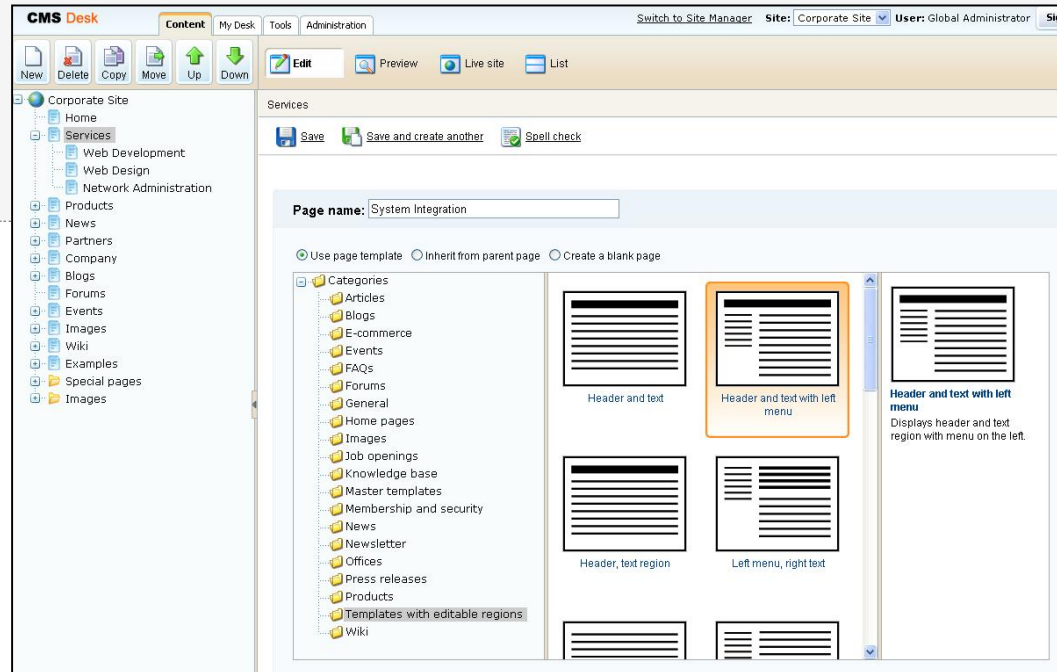 CMS Desk
Content My Desk Tools Administration
Switch to Site Manager Site: Corporate Site User: Global Administrator
New Delete Copy Move Up Down
Edit Preview Live site List
Corporate Site
Home
Services
Web Development
Web Design
Network Administration
Products
News
Partners
Company
Blogs
Forums
Events
Images
Wiki
Examples
Special pages
Images
Services
Save Save and create another Spell check
Page name: System Integration
Use page template Inherit from parent page Create a blank page
Categories
Articles
Blogs
E-commerce
Events
FAQs
Forums
General
Home pages
Images
Job openings
Knowledge base
Master templates
Membership and security
News
Newsletter
Offices
Press releases
Products
Templates with editable regions
Wiki
Header and text
Header and text with left
menu
Header, text region
Left menu, right text
Header and text with left
menu
Displays header and text
region with menu on the left.